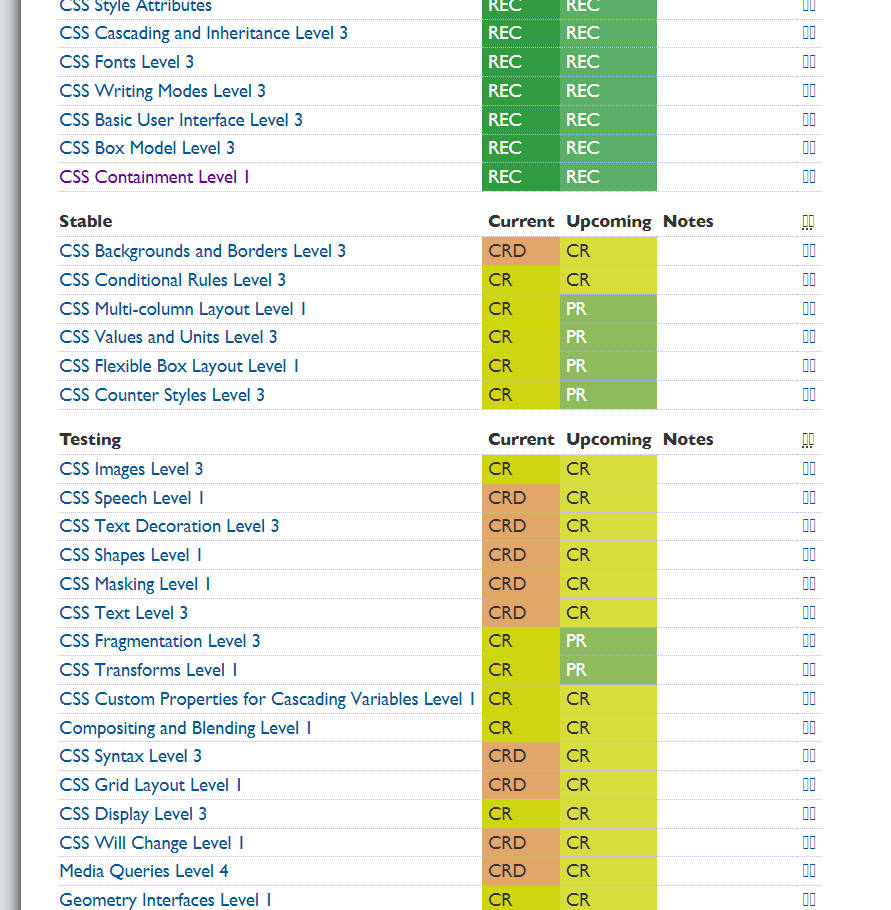 CSS Style Attributes REC REC
CSS Cascading and Inheritance Level 3 REC REC
CSS Fonts Level 3 REC REC
CSS Writing Modes Level 3 REC REC
CSS Basic User Interface Level 3 REC REC
CSS Box Model Level 3 REC REC
CSS Containment Level 1 REC REC
Stable Current Upcoming Notes
CSS Backgrounds and Borders Level 3 CRD CR
CSS Conditional Rules Level 3 CR CR
CSS Multi-column Layout Level 1 CR PR
CSS Values and Units Level 3 CR PR
CSS Flexible Box Layout Level 1 CR PR
CSS Counter Styles Level 3 CR PR
Testing Current Upcoming Notes
CSS Images Level 3 CR CR
CSS Speech Level 1 CRD CR
CSS Text Decoration Level 3 CRD CR
CSS Shapes Level 1 CRD CR
CSS Masking Level 1 CRD CR
CSS Text Level 3 CRD CR
CSS Fragmentation Level 3 CR PR
CSS Transforms Level 1 CR PR
CSS Custom Properties for Cascading Variables Level 1 CR CR
Compositing and Blending Level 1 CR CR
CSS Syntax Level 3 CRD CR
CSS Grid Layout Level 1 CRD CR
CSS Display Level 3 CR CR
CSS Will Change Level 1 CRD CR
Media Queries Level 4 CRD CR
Geometry Interfaces Level 1 CR CR